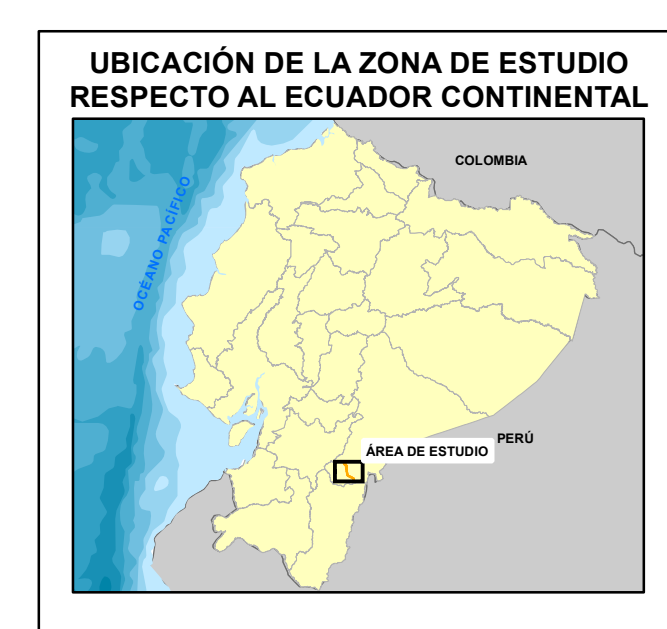 UBICACIÓN DE LA ZONA DE ESTUDIO
RESPECTO AL ECUADOR CONTINENTAL
COLOMBIA
OCÉANO PACÍFICO
PERÚ
ÁREA DE ESTUDIO